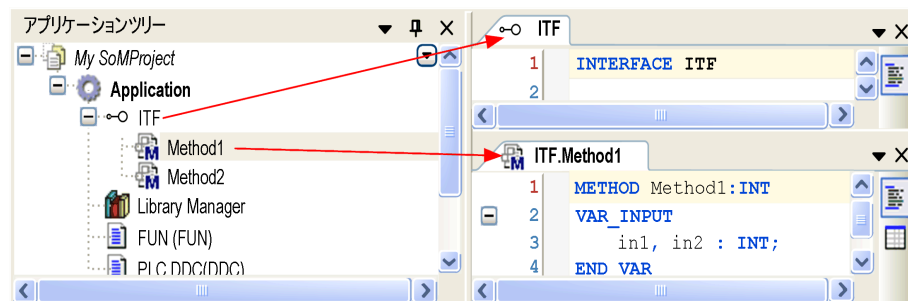 アプリケーションツリー
My SoMProject
Application
ITF
Method1
Method2
Library Manager
FUN (FUN)
PLC DDC(DDC)
ITF
1 INTERFACE ITF
2
ITF.Method1
1 METHOD Method1:INT
2 VAR_INPUT
3 in1, in2 : INT;
4 END VAR